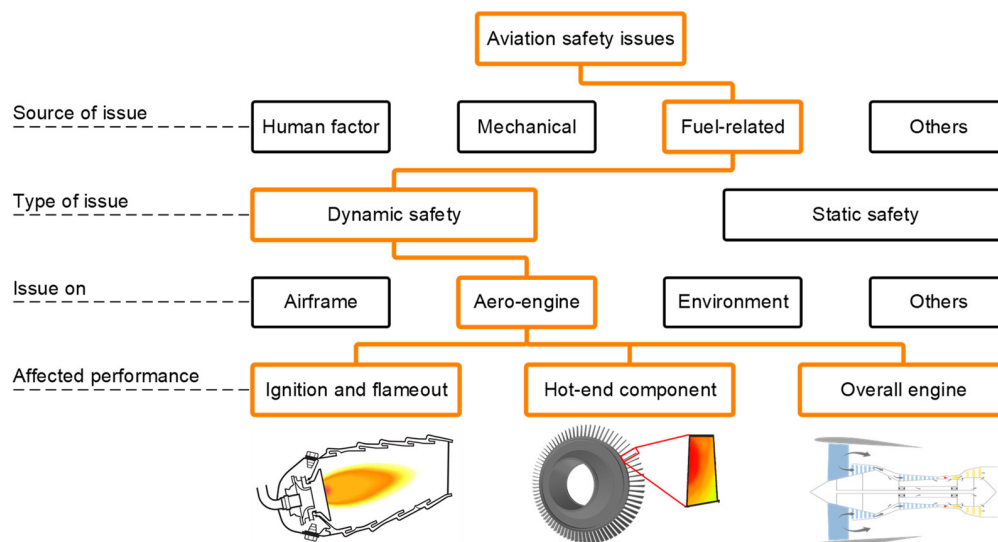 Aviation safety issues
Source of issue
Human factor
Mechanical
Fuel-related
Others
Type of issue
Dynamic safety
Static safety
Issue on
Airframe
Aero-engine
Environment
Others
Affected performance
Ignition and flameout
Hot-end component
Overall engine